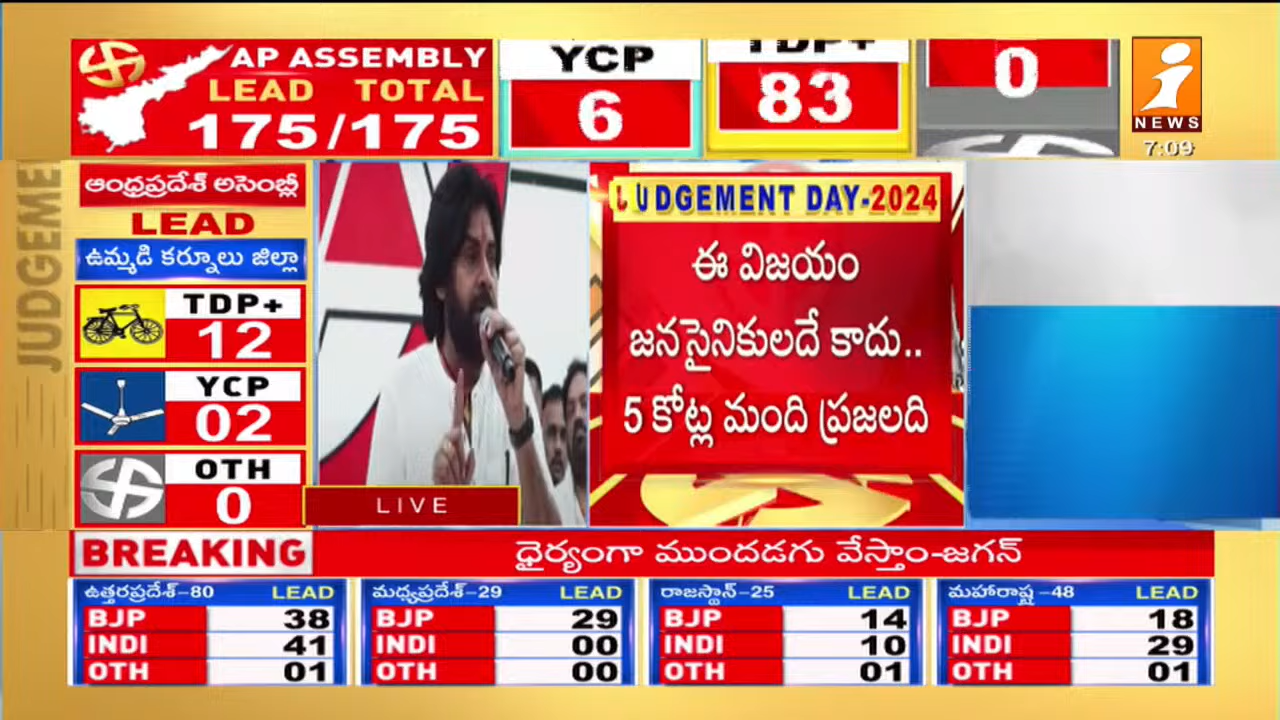 AP ASSEMBLY
LEAD TOTAL
175/175
YCP
6
TDP+
83
0
i
NEWS
7:09
JUDGEME
ఆంధ్రప్రదేశ్ అసెంబ్లీ
LEAD
ఉమ్మడి కర్నూలు జిల్లా
TDP+
12
YCP
02
OTH
0
LIVE
JUDGEMENT DAY-2024
ఈ విజయం
జనసైనికులదే కాదు..
5 కోట్ల మంది ప్రజలది
BREAKING
ధైర్యంగా ముందడగు వేస్తాం-జగన్
ఉత్తరప్రదేశ్-80 LEAD
BJP 38
INDI 41
OTH 01
మధ్యప్రదేశ్-29 LEAD
BJP 29
INDI 00
OTH 00
రాజస్థాన్-25 LEAD
BJP 14
INDI 10
OTH 01
మహారాష్ట్ర-48 LEAD
BJP 18
INDI 29
OTH 01